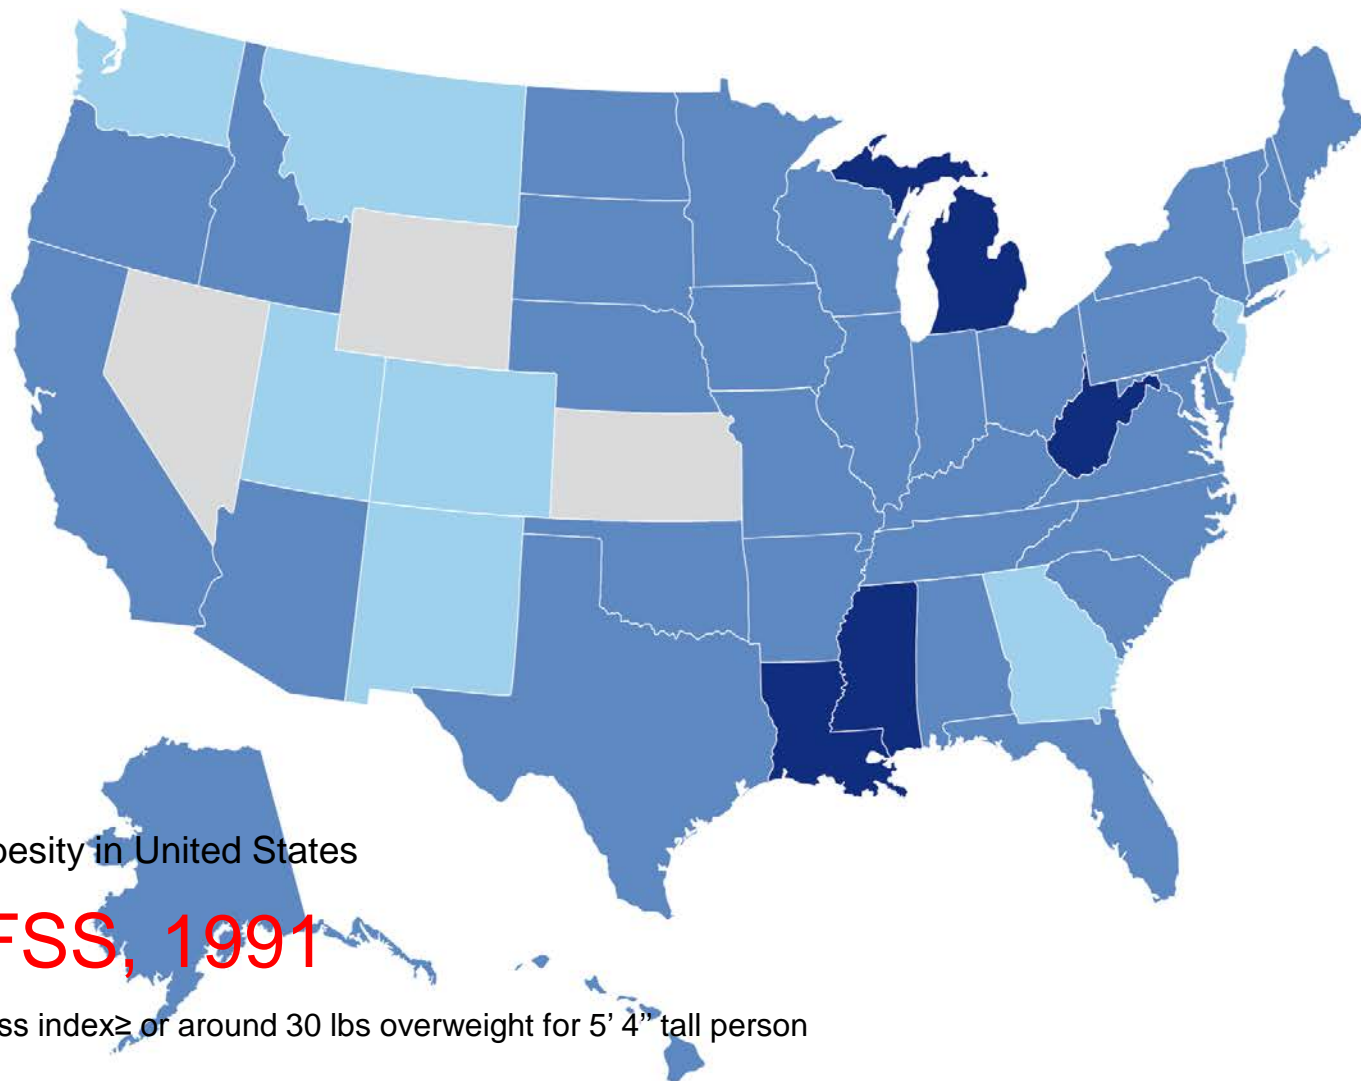 besity in United States
FSS, 1991
ss index≥ or around 30 lbs overweight for 5’ 4” tall person